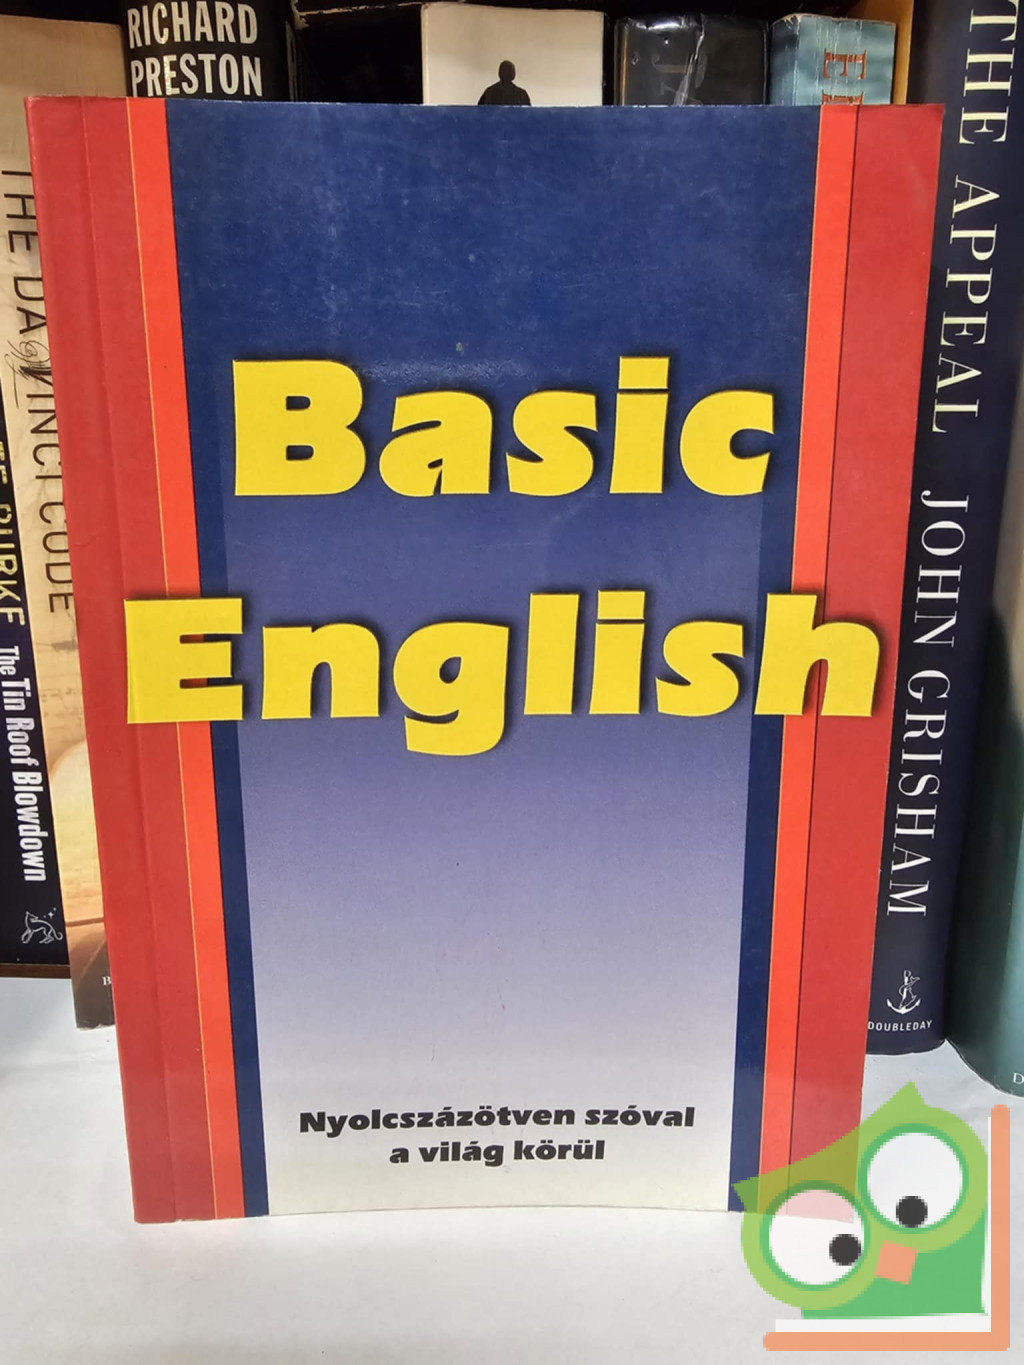 RICHARD
PRESTON
THE DA VINCI CODE
The Tin Roof Blowdown
Basic
English
Nyolcszázötven szóval
a világ körül
THE APPEAL JOHN GRISHAM
DOUBLEDAY